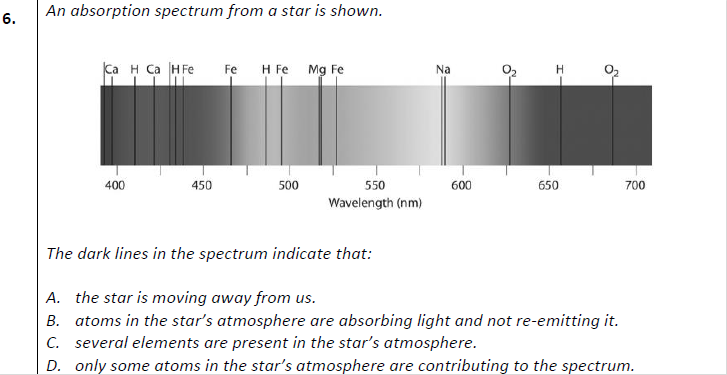 6.
An absorption spectrum from a star is shown.
Ca H Ca H Fe Fe H Fe Mg Fe Na O₂ H O₂
400 450 500 550 600 650 700
Wavelength (nm)
The dark lines in the spectrum indicate that:
A. the star is moving away from us.
B. atoms in the star's atmosphere are absorbing light and not re-emitting it.
C. several elements are present in the star's atmosphere.
D. only some atoms in the star's atmosphere are contributing to the spectrum.